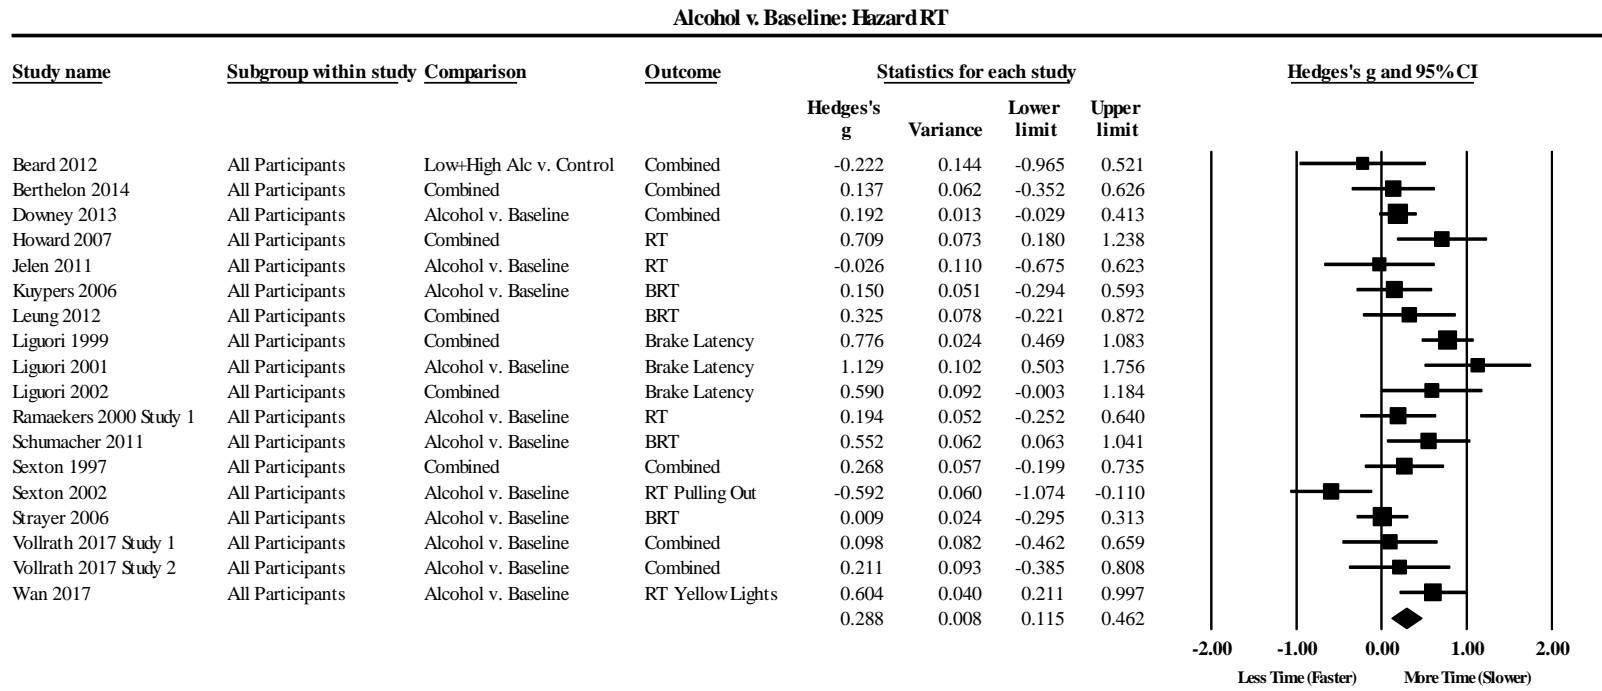 Alcohol v. Baseline: Hazard RT
Study name Subgroup within study Comparison Outcome Statistics for each study Hedges's g and 95% CI
Hedges's Lower Upper
g Variance limit limit
Beard 2012 All Participants Low+High Alc v. Control Combined -0.222 0.144 -0.965 0.521
Berthelon 2014 All Participants Combined Combined 0.137 0.062 -0.352 0.626
Downey 2013 All Participants Alcohol v. Baseline Combined 0.192 0.013 -0.029 0.413
Howard 2007 All Participants Combined RT 0.709 0.073 0.180 1.238
Jelen 2011 All Participants Alcohol v. Baseline RT -0.026 0.110 -0.675 0.623
Kuypers 2006 All Participants Alcohol v. Baseline BRT 0.150 0.051 -0.294 0.593
Leung 2012 All Participants Combined BRT 0.325 0.078 -0.221 0.872
Liguori 1999 All Participants Combined Brake Latency 0.776 0.024 0.469 1.083
Liguori 2001 All Participants Alcohol v. Baseline Brake Latency 1.129 0.102 0.503 1.756
Liguori 2002 All Participants Combined Brake Latency 0.590 0.092 -0.003 1.184
Ramaekers 2000 Study 1 All Participants Alcohol v. Baseline RT 0.194 0.052 -0.252 0.640
Schumacher 2011 All Participants Alcohol v. Baseline BRT 0.552 0.062 0.063 1.041
Sexton 1997 All Participants Combined Combined 0.268 0.057 -0.199 0.735
Sexton 2002 All Participants Alcohol v. Baseline RT Pulling Out -0.592 0.060 -1.074 -0.110
Strayer 2006 All Participants Alcohol v. Baseline BRT 0.009 0.024 -0.295 0.313
Vollrath 2017 Study 1 All Participants Alcohol v. Baseline Combined 0.098 0.082 -0.462 0.659
Vollrath 2017 Study 2 All Participants Alcohol v. Baseline Combined 0.211 0.093 -0.385 0.808
Wan 2017 All Participants Alcohol v. Baseline RT Yellow Lights 0.604 0.040 0.211 0.997
0.288 0.008 0.115 0.462
-2.00 -1.00 0.00 1.00 2.00
Less Time (Faster) More Time (Slower)